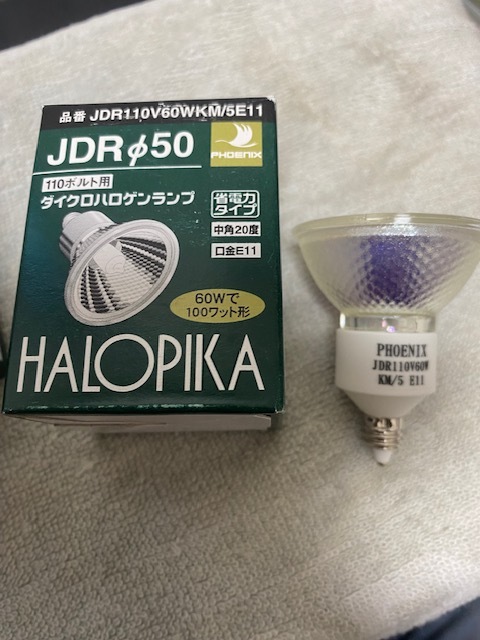 品番 JDR110V60WKM/5E11
JDRφ50
PHOENIX
110ボルト用
ダイクロハロゲンランプ
省電力
タイプ
中角20度
口金E11
60Wで
100ワット形
HALOPIKA
PHOENIX
JDR110V60W
KM/5 E11